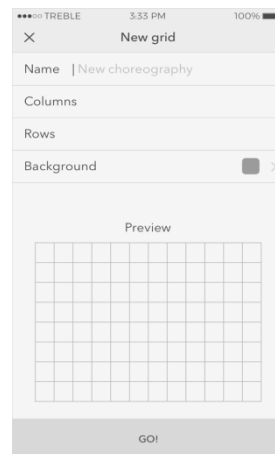 TREBLE 3:33 PM 100%
New grid
Name New choreography
Columns
Rows
Background
Preview
GO!